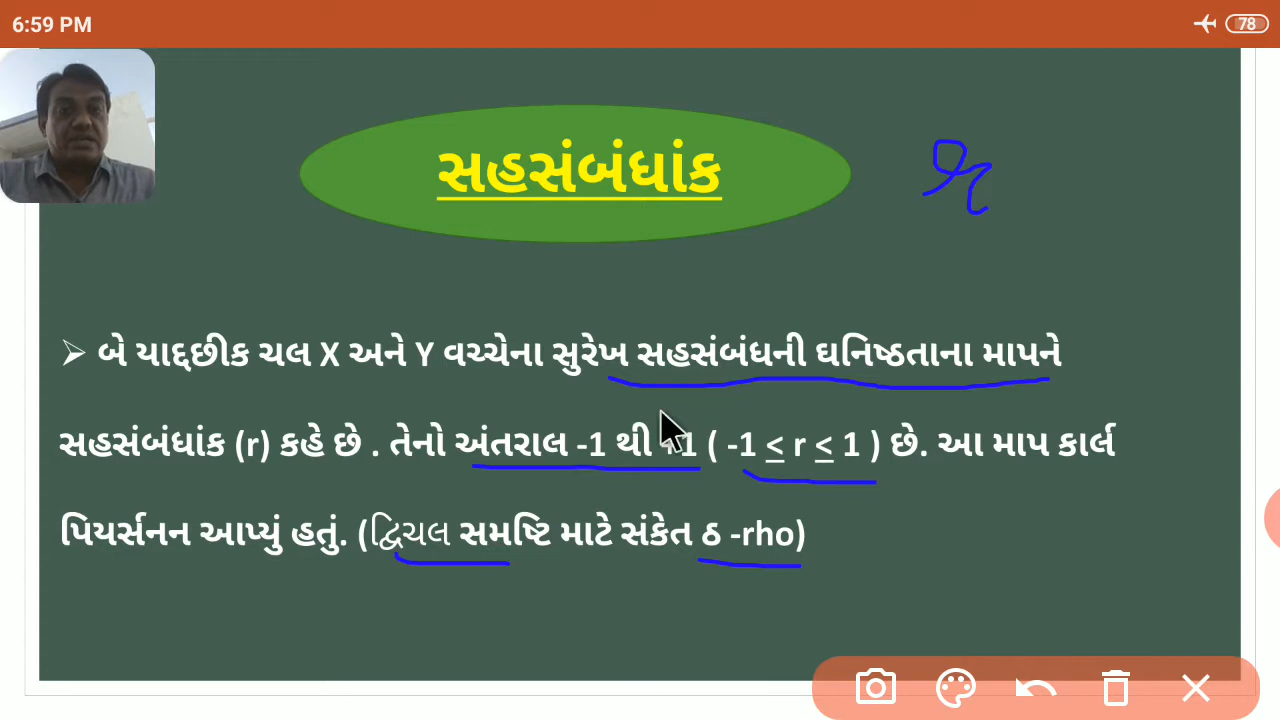 6:59 PM
78
સહસંબંધાંક
➢ બે યાદ્દછીક ચલ X અને Y વચ્ચેના સુરેખ સહસંબંધની ઘનિષ્ઠતાના માપને
સહસંબંધાંક (r) કહે છે . તેનો અંતરાલ -1 થી +1 ( -1 ≤ r ≤ 1 ) છે. આ માપ કાર્લ
પિયર્સનન આપ્યું હતું. (દ્વિચલ સમષ્ટિ માટે સંકેત ઠ -rho)